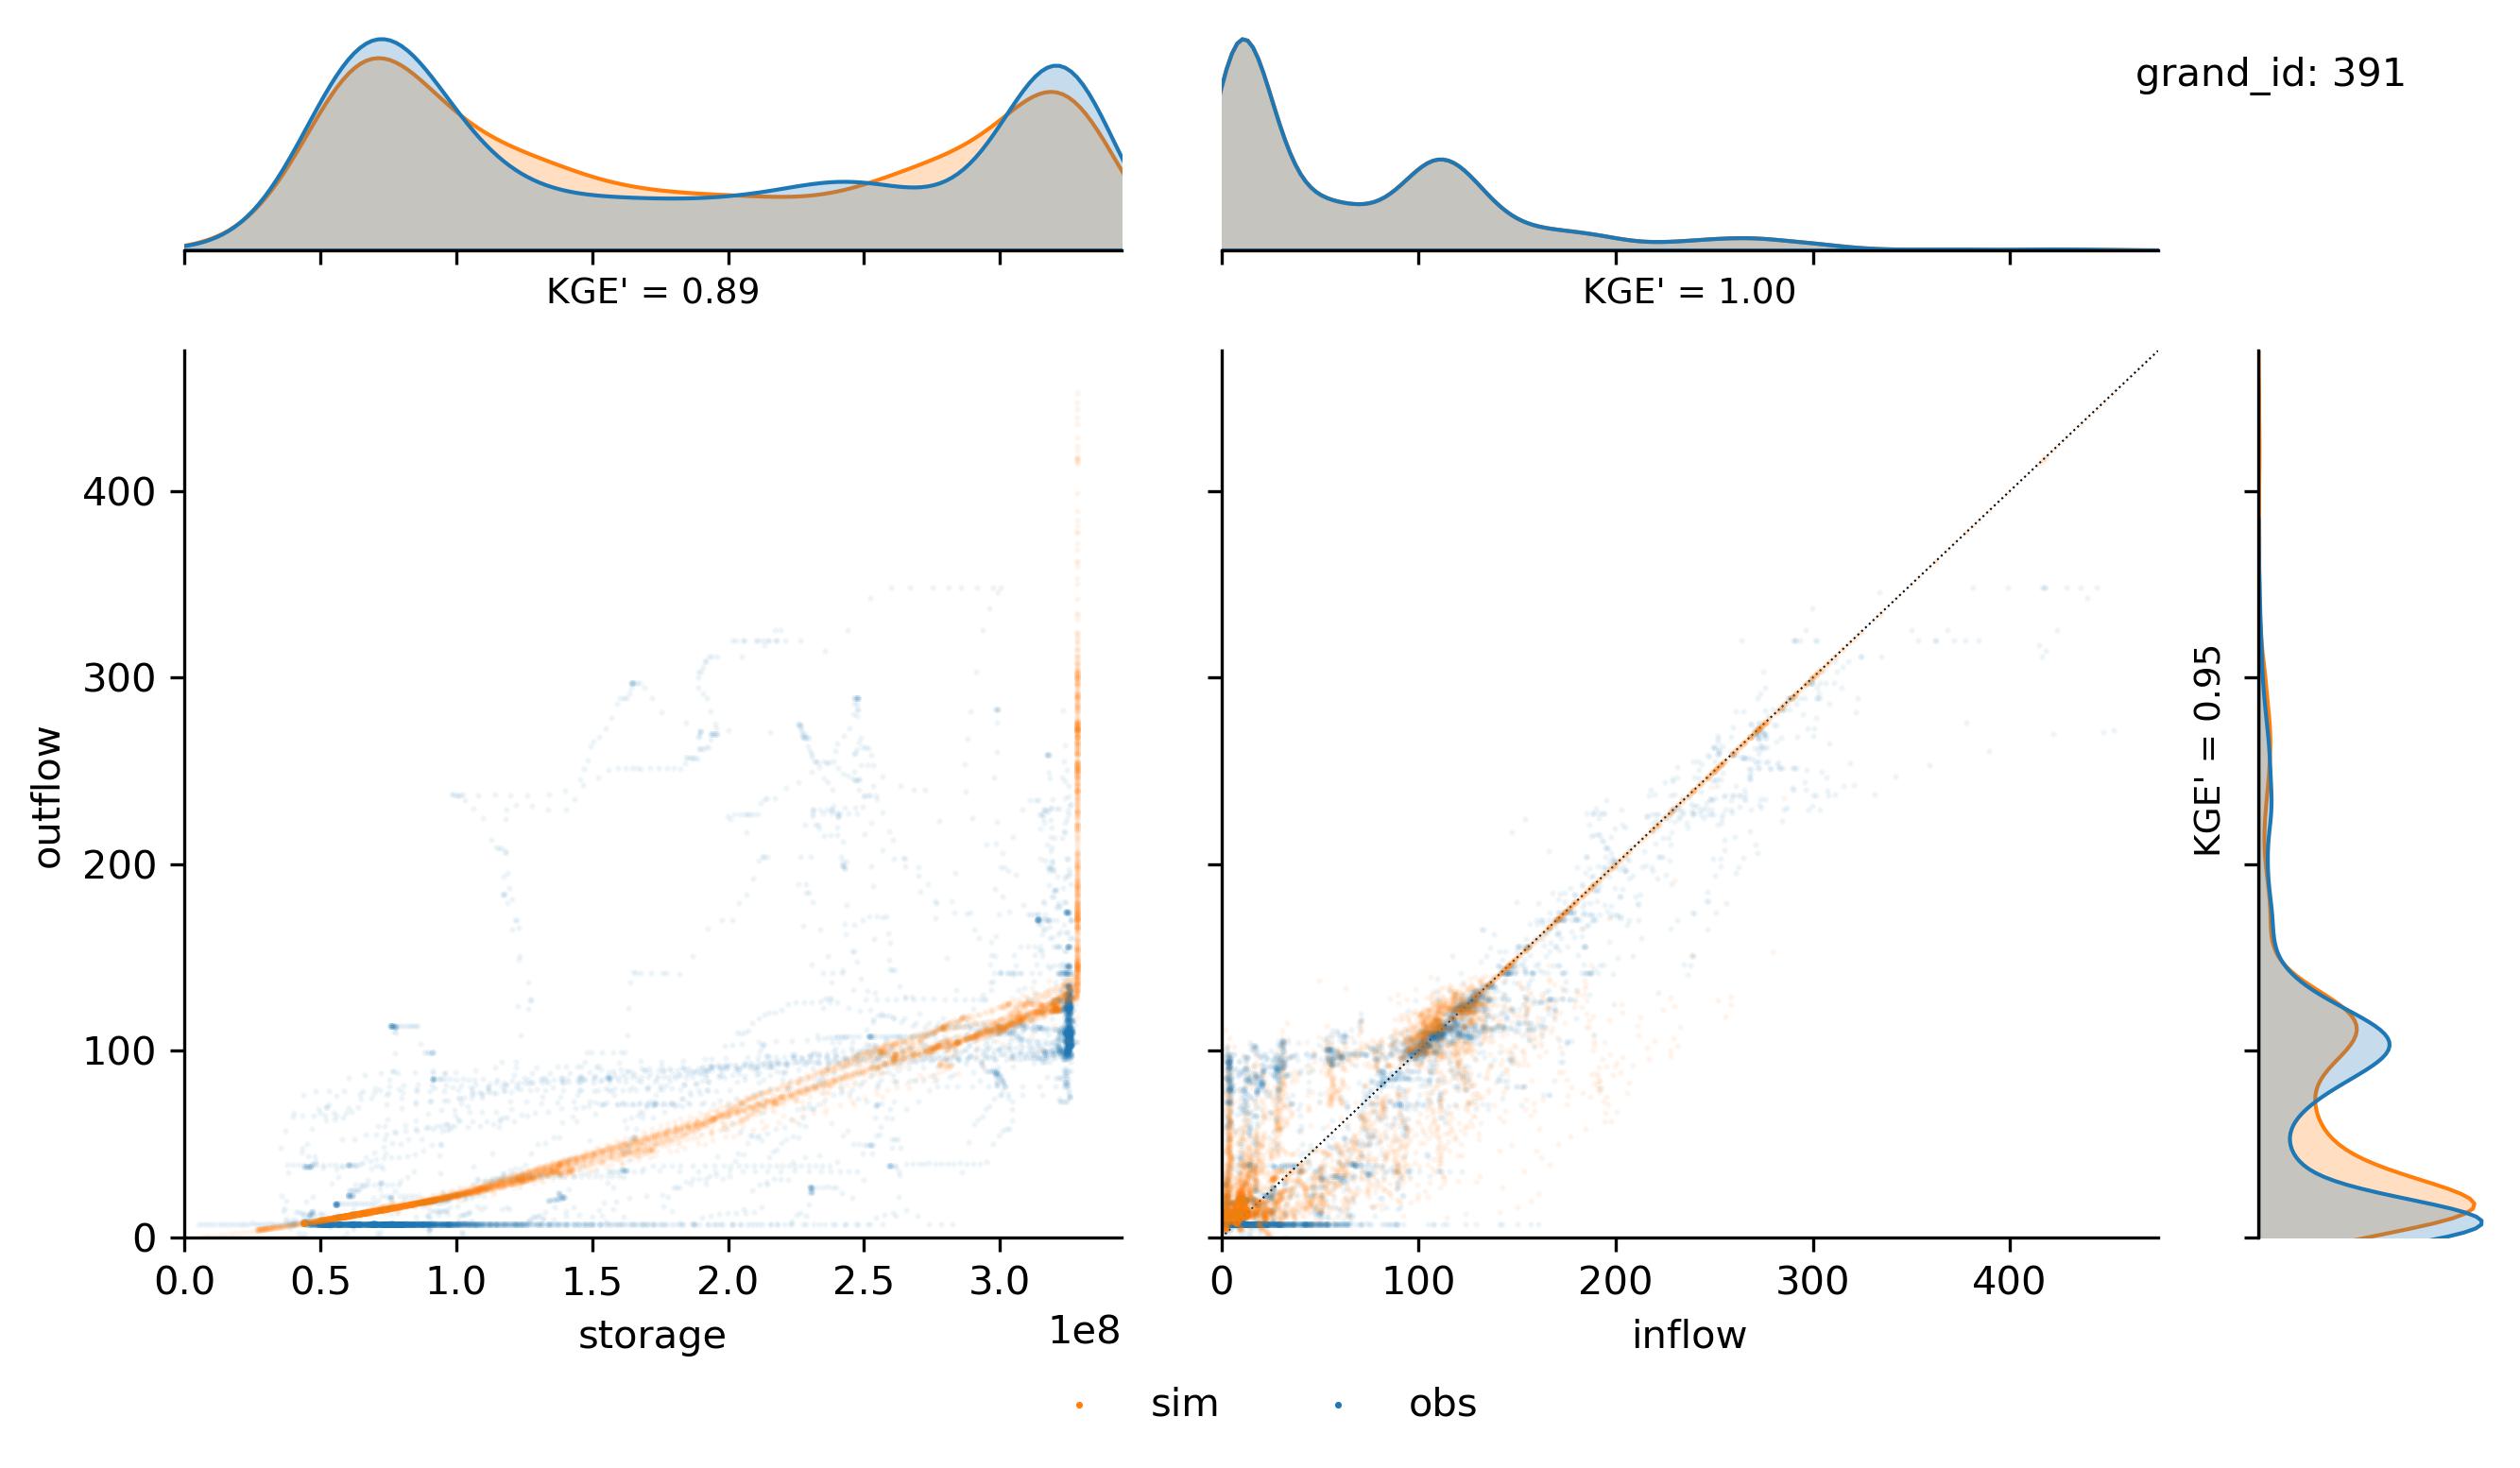 grand_id: 391
KGE' = 0.89
KGE' = 1.00
400
300
200
100
0
outflow
KGE' = 0.95
0.0 0.5 1.0 1.5 2.0 2.5 3.0
1e8
storage
0 100 200 300 400
inflow
sim obs